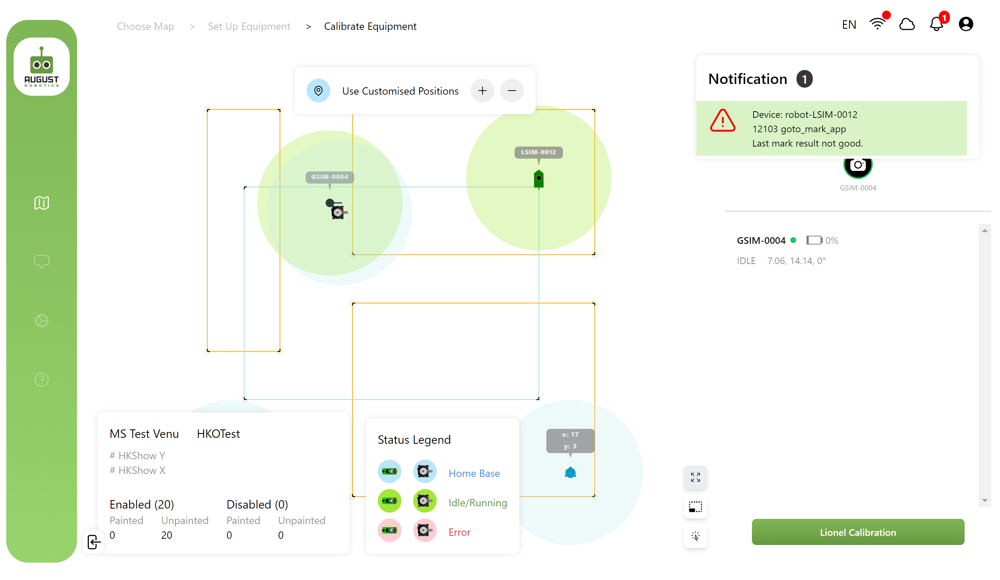 Choose Map > Set Up Equipment > Calibrate Equipment
EN
1
AUGUST
ROBOTICS
Use Customised Positions
Notification 1
Device: robot-LSIM-0012
12103 goto_mark_app
Last mark result not good.
LSIM-0012
GSIM-0004
GSIM-0004
GSIM-0004 0%
IDLE 7.06, 14.14, 0°
x: 17
y: 3
MS Test Venu HKOTest
# HKShow Y
# HKShow X
Enabled (20) Disabled (0)
Painted Unpainted Painted Unpainted
0 20 0 0
Status Legend
Home Base
Idle/Running
Error
Lionel Calibration